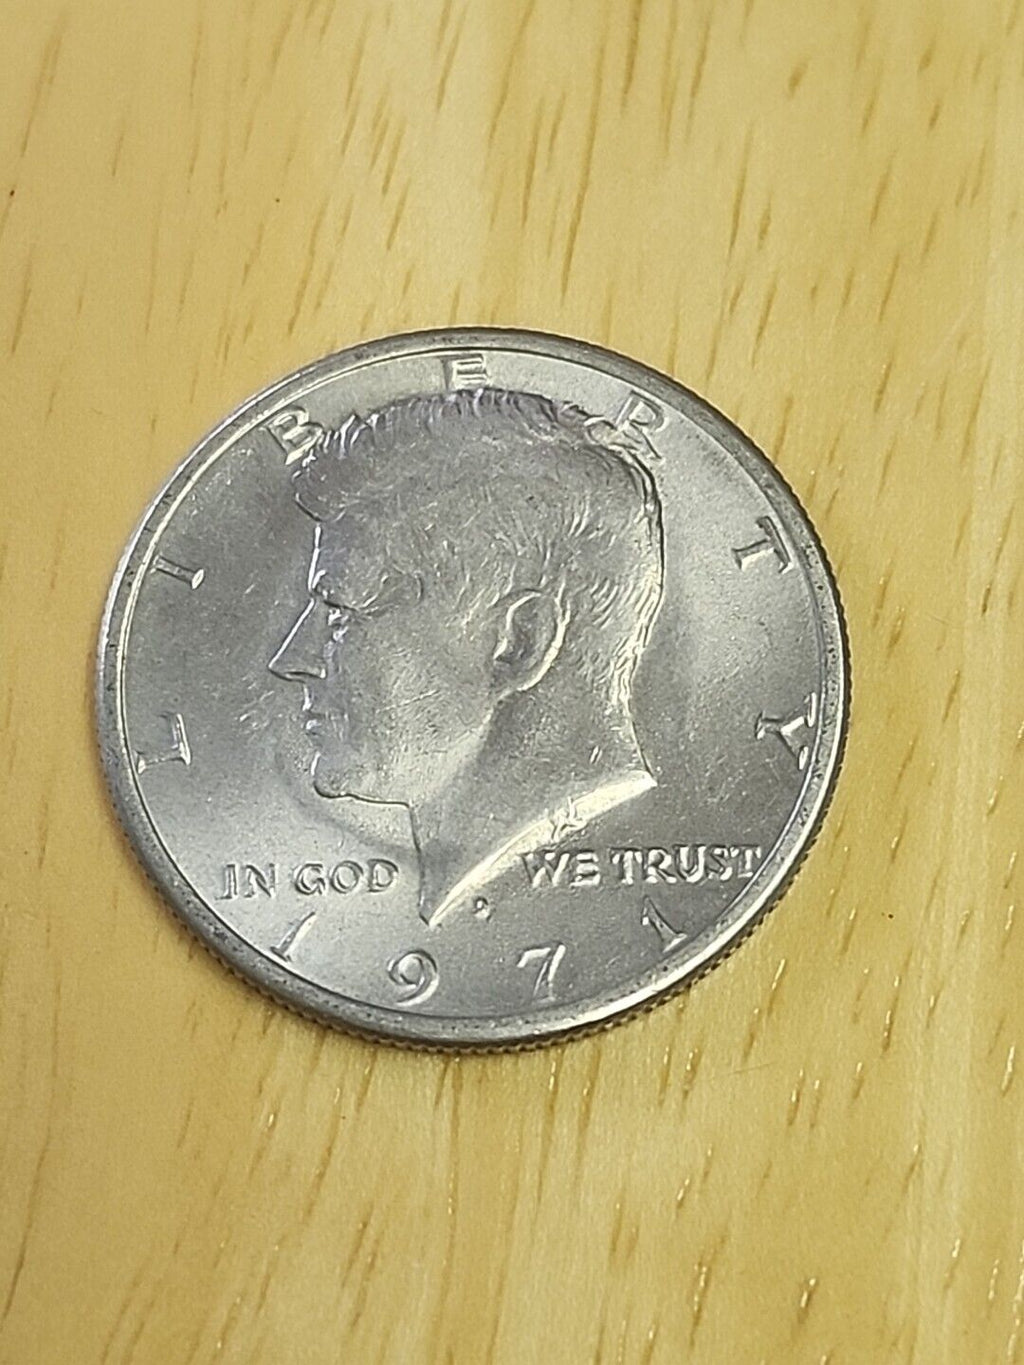 LIBERTY
IN GOD WE TRUST
D
1971